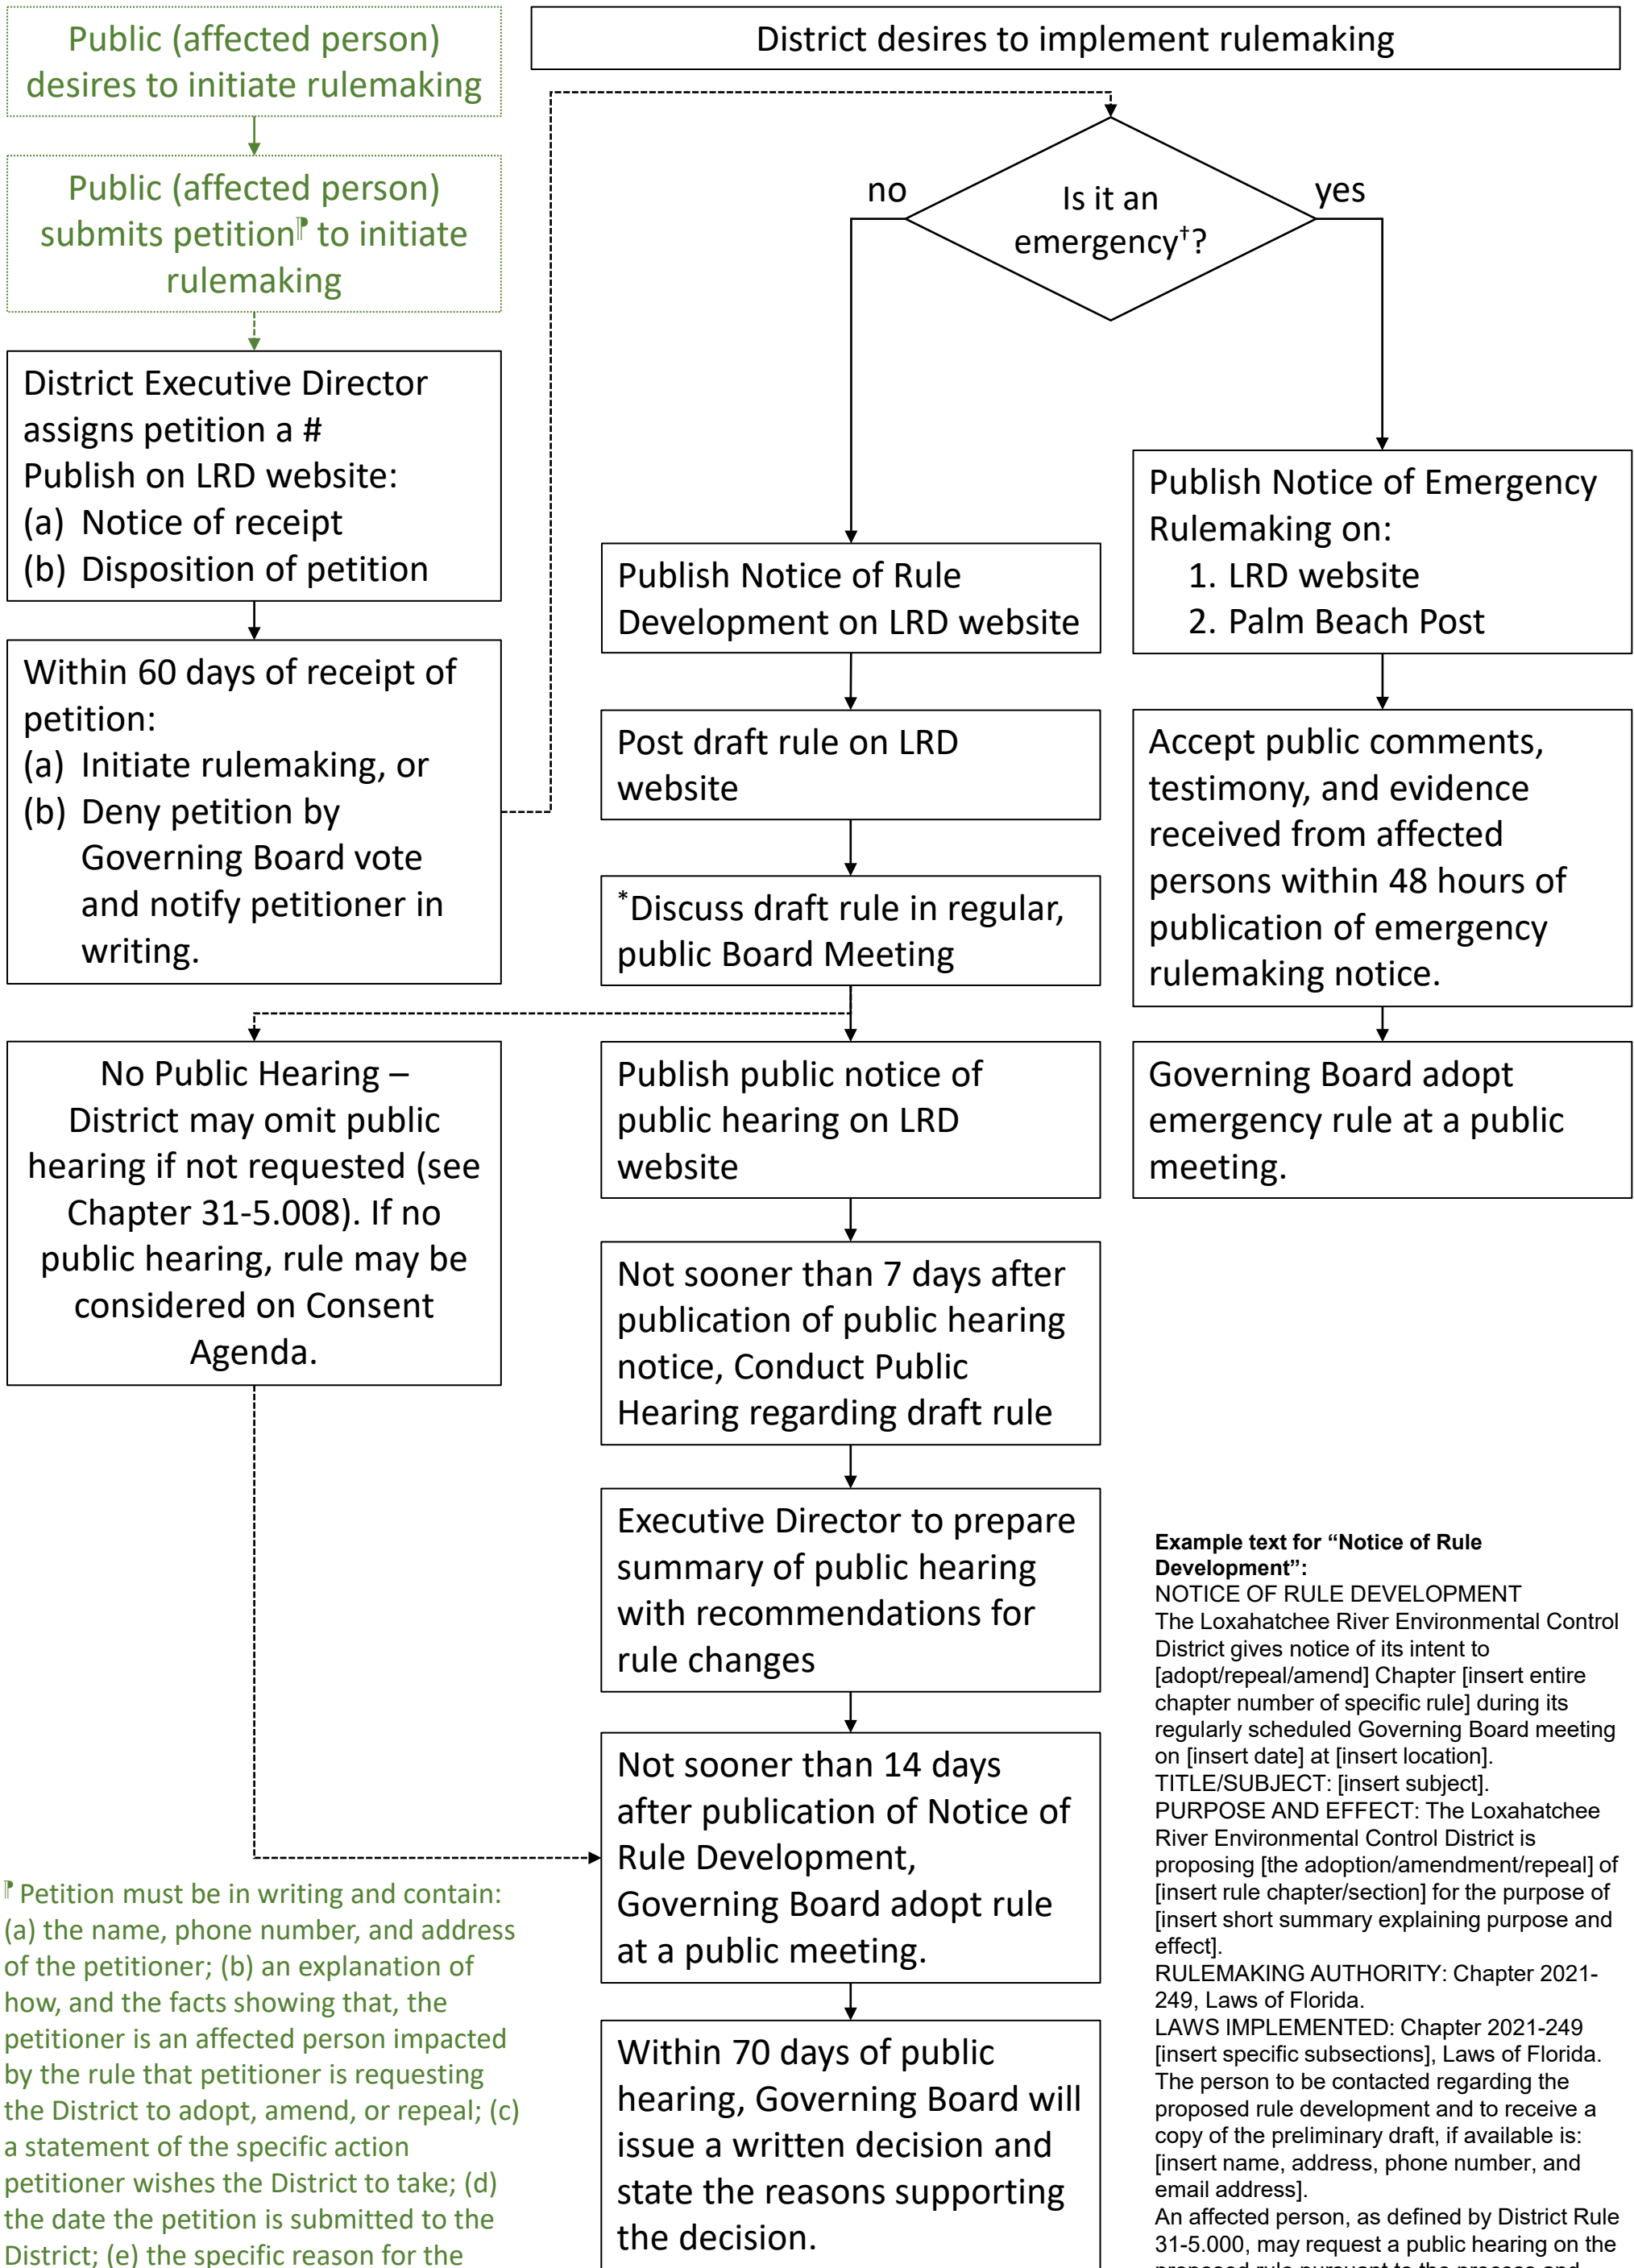 Public (affected person)
desires to initiate rulemaking
District desires to implement rulemaking
Public (affected person)
submits petition⁋ to initiate
rulemaking
no
Is it an
emergency†?
yes
District Executive Director
assigns petition a #
Publish on LRD website:
(a) Notice of receipt
(b) Disposition of petition
Within 60 days of receipt of
petition:
(a) Initiate rulemaking, or
(b) Deny petition by
Governing Board vote
and notify petitioner in
writing.
No Public Hearing –
District may omit public
hearing if not requested (see
Chapter 31-5.008). If no
public hearing, rule may be
considered on Consent
Agenda.
Publish Notice of Rule
Development on LRD website
Post draft rule on LRD
website
*Discuss draft rule in regular,
public Board Meeting
Publish public notice of
public hearing on LRD
website
Not sooner than 7 days after
publication of public hearing
notice, Conduct Public
Hearing regarding draft rule
Executive Director to prepare
summary of public hearing
with recommendations for
rule changes
Not sooner than 14 days
after publication of Notice of
Rule Development,
Governing Board adopt rule
at a public meeting.
Within 70 days of public
hearing, Governing Board will
issue a written decision and
state the reasons supporting
the decision.
Publish Notice of Emergency
Rulemaking on:
1. LRD website
2. Palm Beach Post
Accept public comments,
testimony, and evidence
received from affected
persons within 48 hours of
publication of emergency
rulemaking notice.
Governing Board adopt
emergency rule at a public
meeting.
⁋ Petition must be in writing and contain:
(a) the name, phone number, and address
of the petitioner; (b) an explanation of
how, and the facts showing that, the
petitioner is an affected person impacted
by the rule that petitioner is requesting
the District to adopt, amend, or repeal; (c)
a statement of the specific action
petitioner wishes the District to take; (d)
the date the petition is submitted to the
District; (e) the specific reason for the
Example text for “Notice of Rule
Development”:
NOTICE OF RULE DEVELOPMENT
The Loxahatchee River Environmental Control
District gives notice of its intent to
[adopt/repeal/amend] Chapter [insert entire
chapter number of specific rule] during its
regularly scheduled Governing Board meeting
on [insert date] at [insert location].
TITLE/SUBJECT: [insert subject].
PURPOSE AND EFFECT: The Loxahatchee
River Environmental Control District is
proposing [the adoption/amendment/repeal] of
[insert rule chapter/section] for the purpose of
[insert short summary explaining purpose and
effect].
RULEMAKING AUTHORITY: Chapter 2021-
249, Laws of Florida.
LAWS IMPLEMENTED: Chapter 2021-249
[insert specific subsections], Laws of Florida.
The person to be contacted regarding the
proposed rule development and to receive a
copy of the preliminary draft, if available is:
[insert name, address, phone number, and
email address].
An affected person, as defined by District Rule
31-5.000, may request a public hearing on the
proposed rule pursuant to the process and